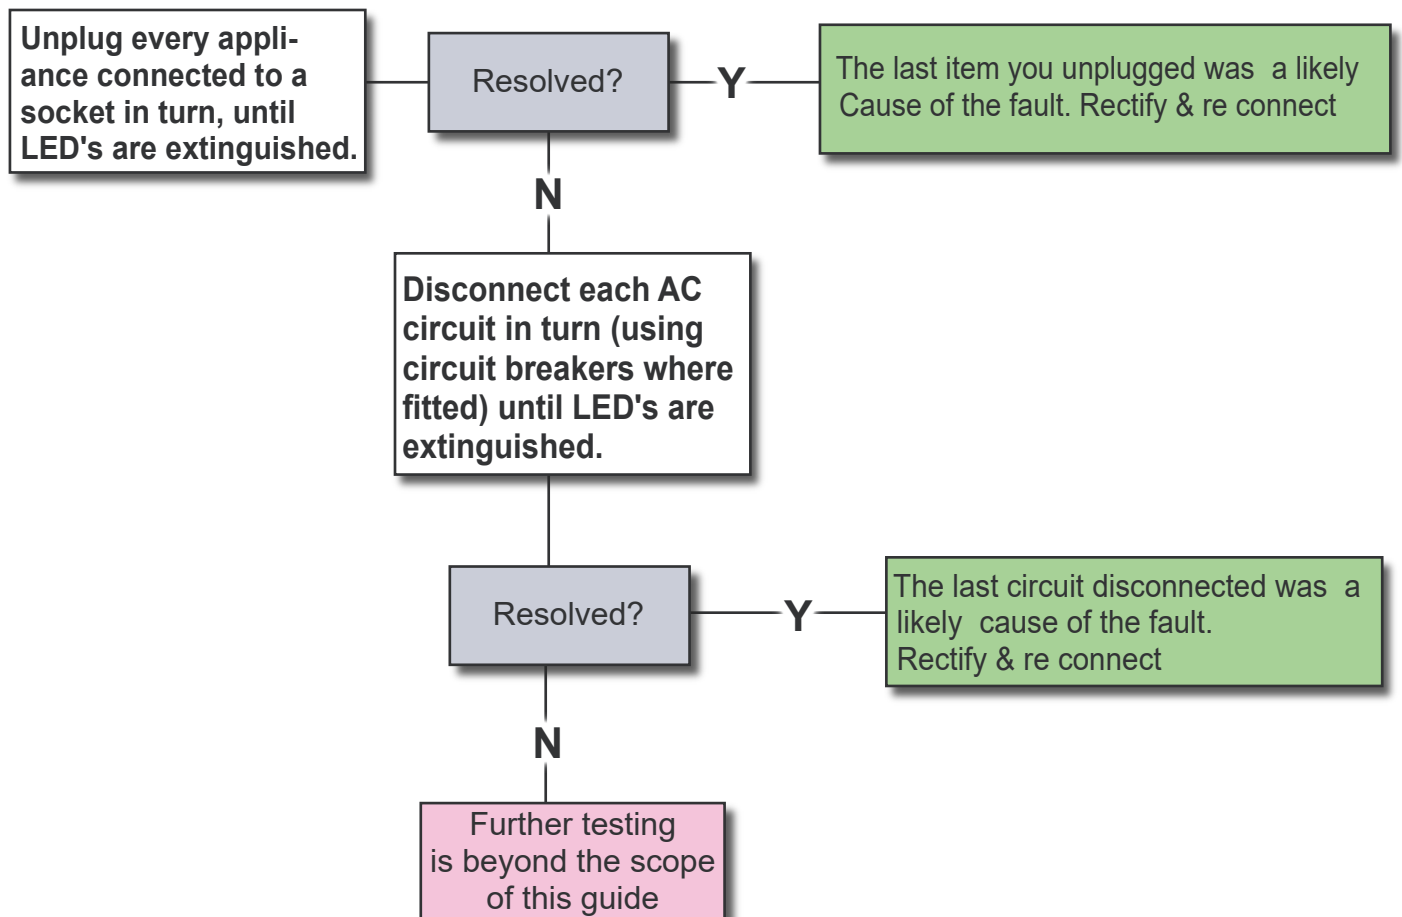 Unplug every appli-
ance connected to a
socket in turn, until
LED's are extinguished.
Resolved?
Y
The last item you unplugged was  a likely
Cause of the fault. Rectify & re connect
N
Disconnect each AC
circuit in turn (using
circuit breakers where
fitted) until LED's are
extinguished.
Resolved?
Y
The last circuit disconnected was  a
likely  cause of the fault.
Rectify & re connect
N
Further testing
is beyond the scope
of this guide